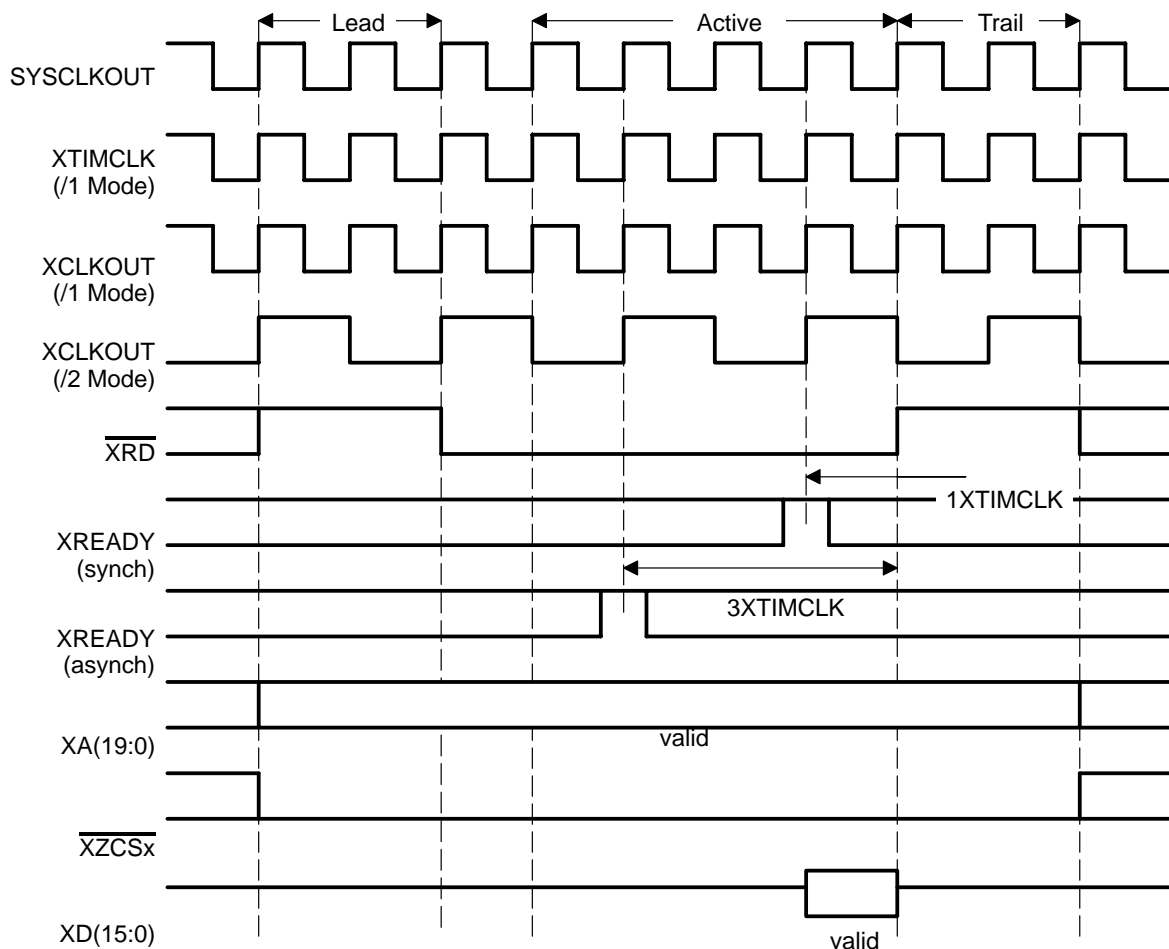 Lead
Active
Trail
SYSCLKOUT
XTIMCLK
(/1 Mode)
XCLKOUT
(/1 Mode)
XCLKOUT
(/2 Mode)
XRD
1XTIMCLK
XREADY
(synch)
3XTIMCLK
XREADY
(asynch)
valid
XA(19:0)
XZCSx
XD(15:0)
valid